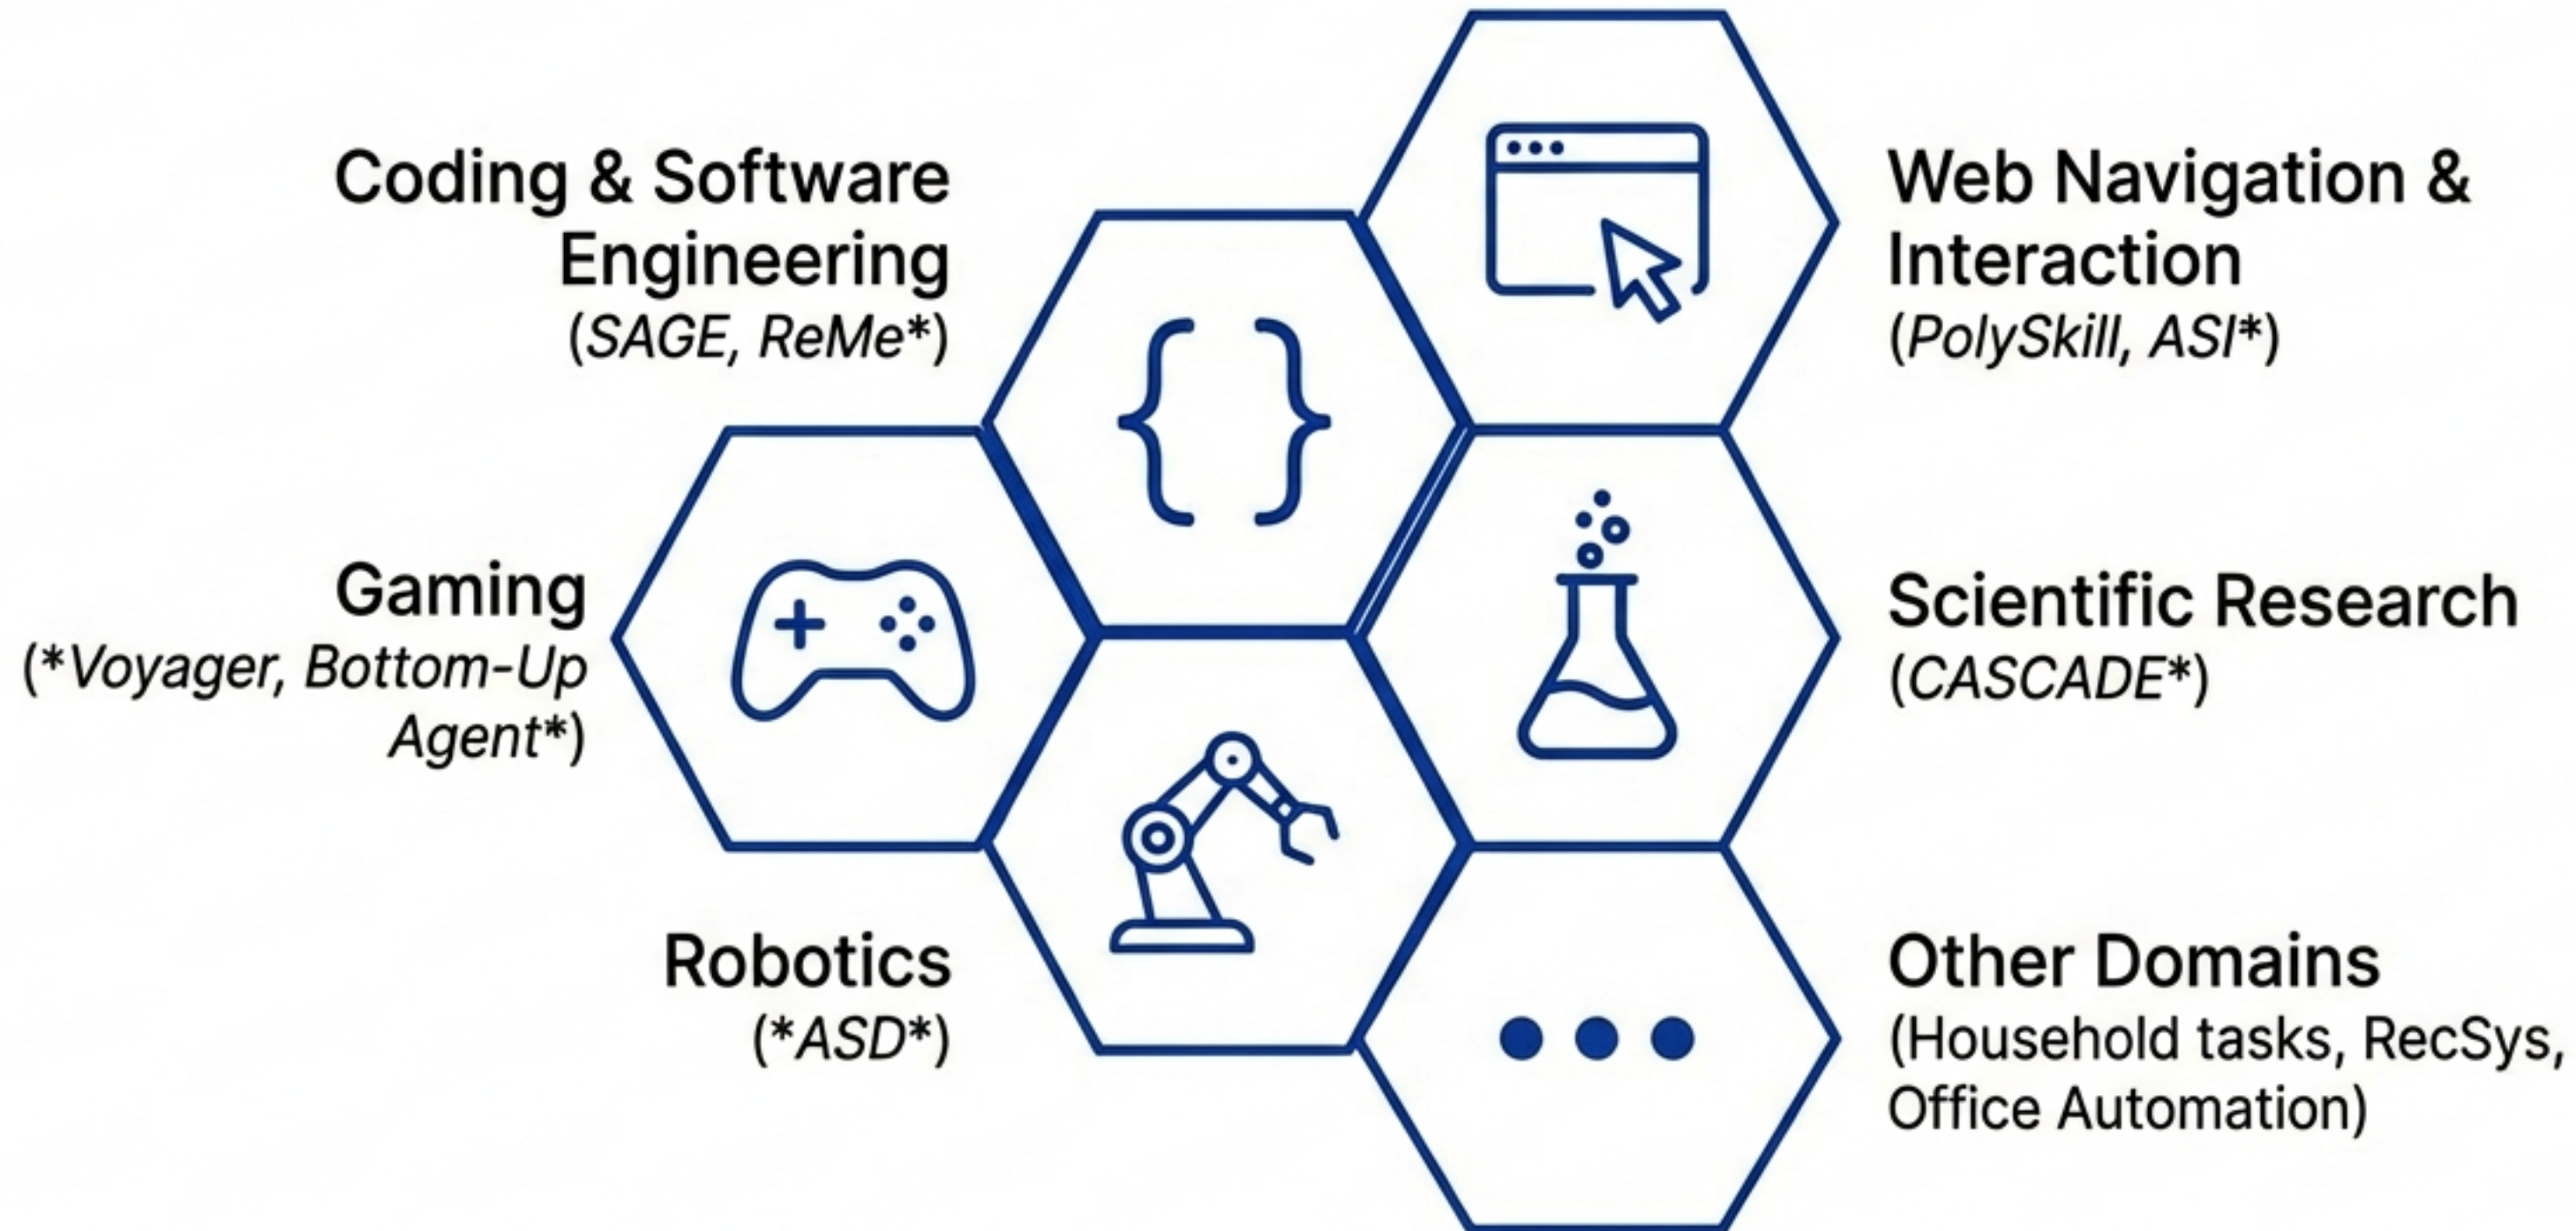 Coding & Software
Engineering
(SAGE, ReMe*)
Web Navigation &
Interaction
(PolySkill, ASI*)
Gaming
(*Voyager, Bottom-Up
Agent*)
Scientific Research
(CASCADE*)
Robotics
(*ASD*)
Other Domains
(Household tasks, RecSys,
Office Automation)